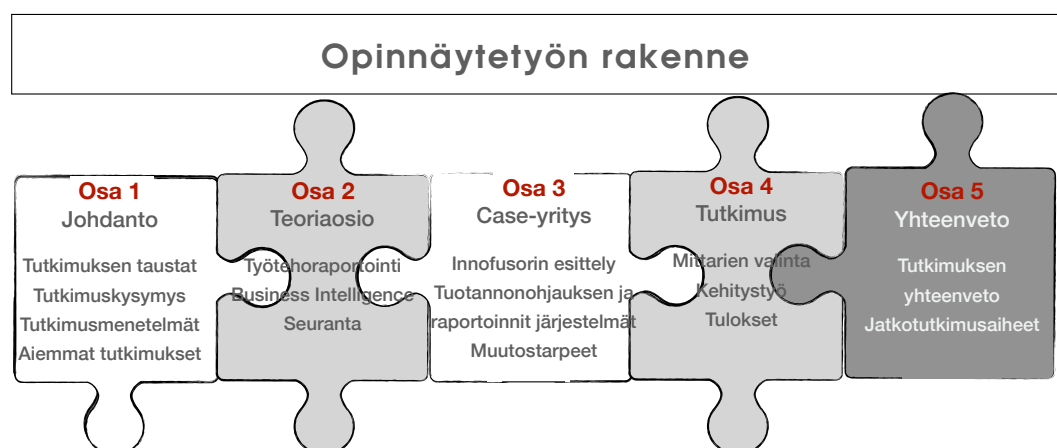 Opinnäytetyön rakenne
Osa 1
Johdanto
Tutkimuksen taustat
Tutkimuskysymys
Tutkimusmenetelmät
Aiemmat tutkimukset
Osa 2
Teoriaosio
Työtehoraportointi
Business Intelligence
Seuranta
Osa 3
Case-yritys
Innofusorin esittely
Tuotannonohjauksen ja
raportoinnit järjestelmät
Muutostarpeet
Osa 4
Tutkimus
Mittarien valinta
Kehitystyö
Tulokset
Osa 5
Yhteenveto
Tutkimuksen
yhteenveto
Jatkotutkimusaiheet